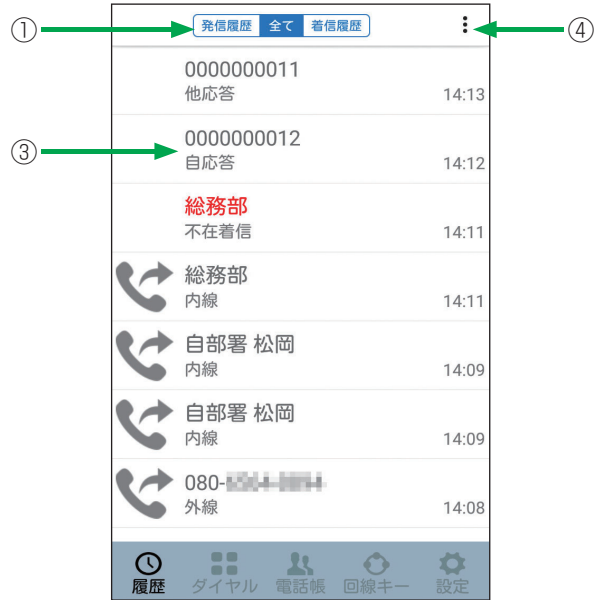 ①
発信履歴 全て 着信履歴
④
0000000011
他応答 14:13
③
0000000012
自応答 14:12
総務部
不在着信 14:11
総務部
内線 14:11
自部署 松岡
内線 14:09
自部署 松岡
内線 14:09
080-
外線 14:08
履歴 ダイヤル 電話帳 回線キー 設定